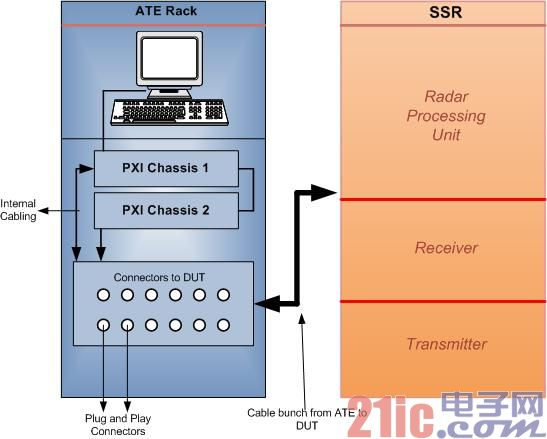 ATE Rack
SSR
PXI Chassis 1
PXI Chassis 2
Internal
Cabling
Connectors to DUT
Plug and Play
Connectors
Cable bunch from ATE to
DUT
Radar
Processing
Unit
Receiver
Transmitter
21ic.com
电子网